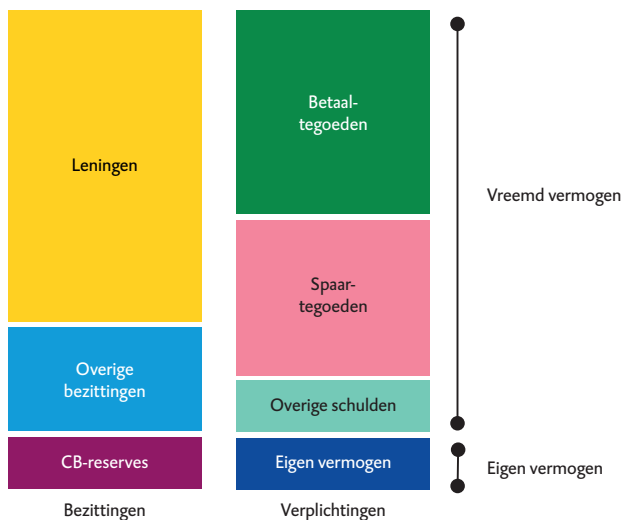 Leningen
Overige
bezittingen
CB-reserves
Bezittingen
Betaal-
tegoeden
Spaar-
tegoeden
Overige schulden
Eigen vermogen
Verplichtingen
Vreemd vermogen
Eigen vermogen